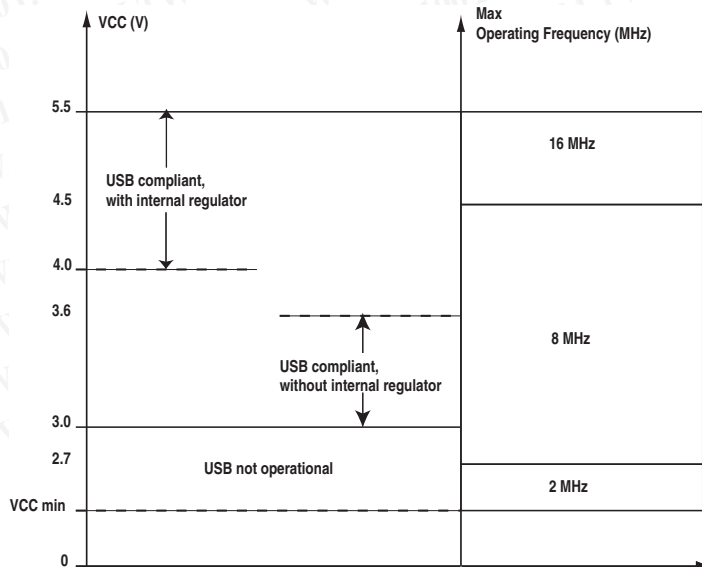 VCC (V)
Max
Operating Frequency (MHz)
5.5
16 MHz
USB compliant,
with internal regulator
4.5
4.0
3.6
8 MHz
USB compliant,
without internal regulator
3.0
2.7
USB not operational
2 MHz
VCC min
0